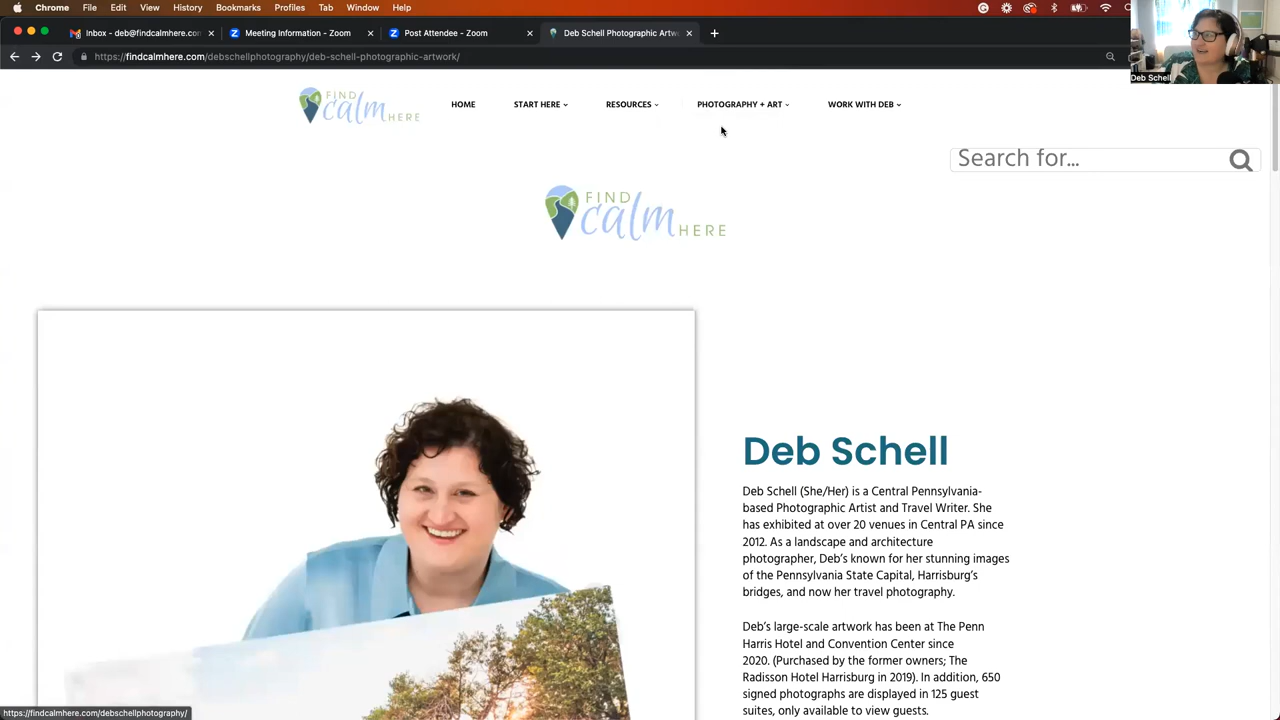 Chrome File Edit View History Bookmarks Profiles Tab Window Help
Inbox - deb@findcalmhere.con
Meeting Information - Zoom
Post Attendee - Zoom
Deb Schell Photographic Artw
https://findcalmhere.com/debschellphotography/deb-schell-photographic-artwork/
Deb Schell
FIND calm HERE
HOME START HERE RESOURCES PHOTOGRAPHY + ART WORK WITH DEB
Search for...
FIND
calm HERE
Deb Schell
Deb Schell (She/Her) is a Central Pennsylvania-
based Photographic Artist and Travel Writer. She
has exhibited at over 20 venues in Central PA since
2012. As a landscape and architecture
photographer, Deb's known for her stunning images
of the Pennsylvania State Capital, Harrisburg's
bridges, and now her travel photography.
Deb's large-scale artwork has been at The Penn
Harris Hotel and Convention Center since
2020. (Purchased by the former owners; The
Radisson Hotel Harrisburg in 2019). In addition, 650
signed photographs are displayed in 125 guest
suites, only available to view guests.
https://findcalmhere.com/debschellphotography/